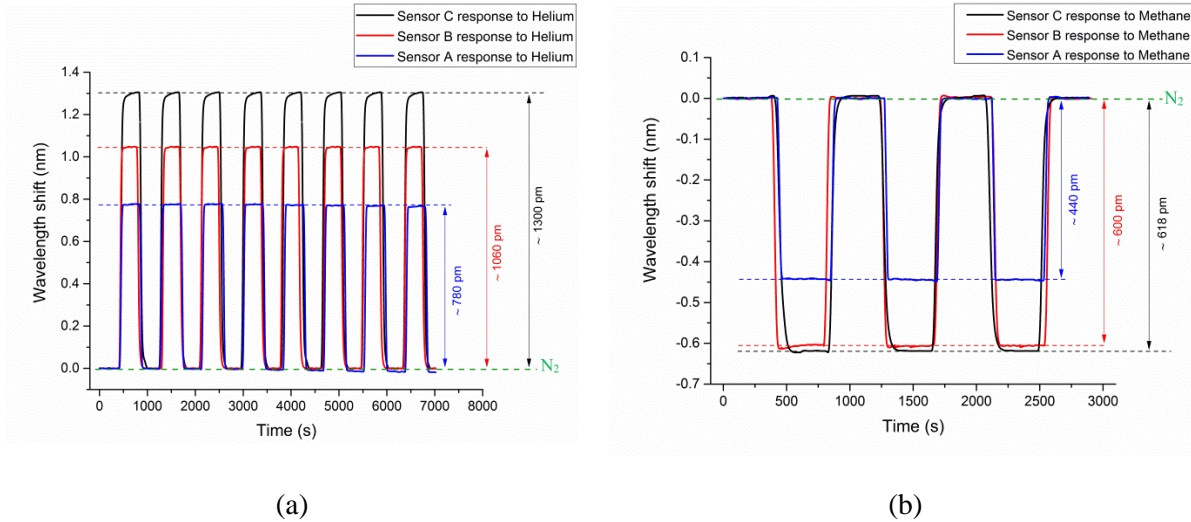 Sensor C response to Helium
Sensor B response to Helium
Sensor A response to Helium
1.4
1.2
1.0
0.8
0.6
0.4
0.2
0.0
Wavelength shift (nm)
~ 780 pm
~ 1060 pm
~ 1300 pm
N2
0
1000
2000
3000
4000
5000
6000
7000
8000
Time (s)
(a)
Sensor C response to Methane
Sensor B response to Methane
Sensor A response to Methane
0.1
0.0
-0.1
-0.2
-0.3
-0.4
-0.5
-0.6
-0.7
Wavelength shift (nm)
N2
~ 440 pm
~ 600 pm
~ 618 pm
0
500
1000
1500
2000
2500
3000
Time (s)
(b)